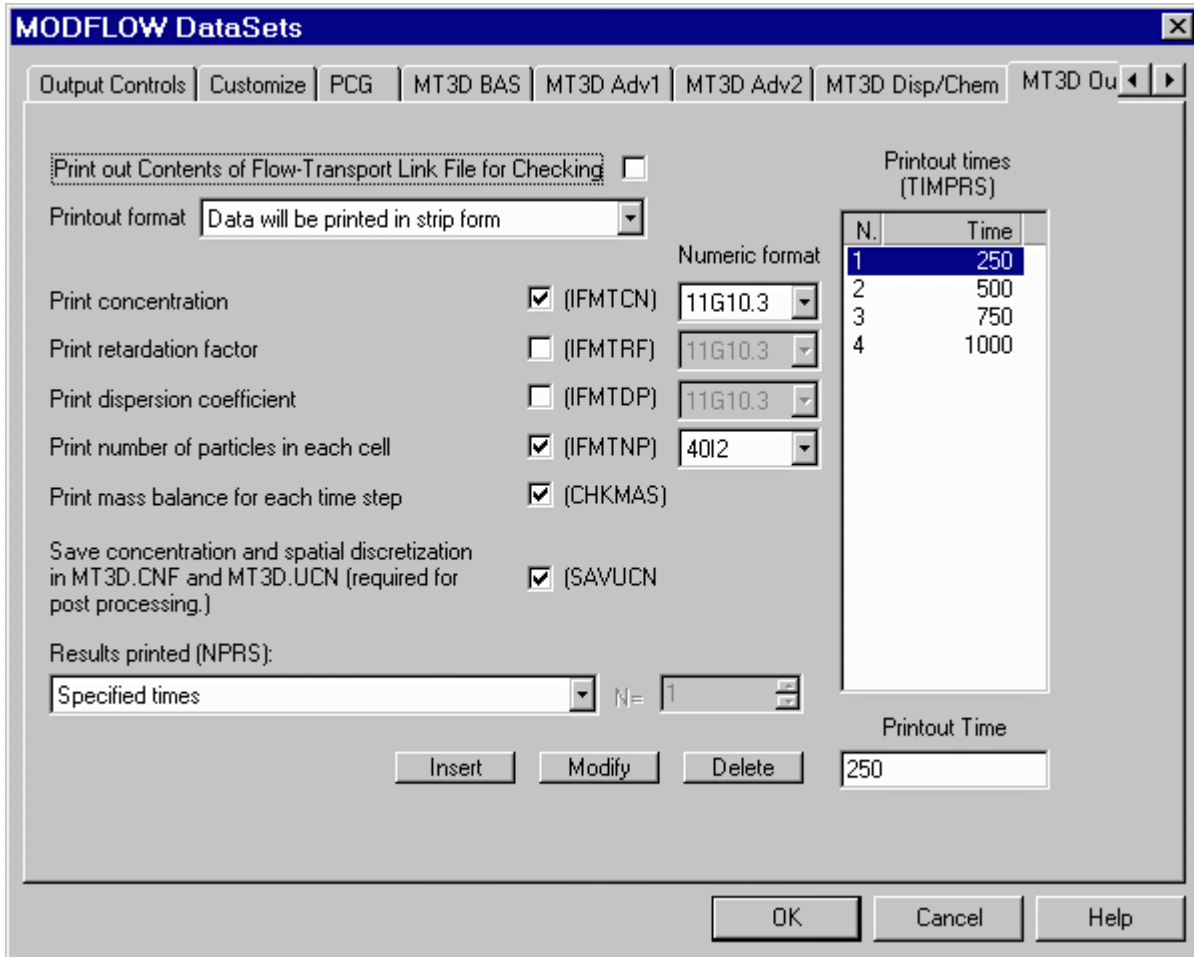 MODFLOW DataSets
Output Controls Customize PCG MT3D BAS MT3D Adv1 MT3D Adv2 MT3D Disp/Chem MT3D Ou
Print out Contents of Flow-Transport Link File for Checking
Printout format Data will be printed in strip form
Numeric format
Print concentration (IFMTCN) 11G10.3
Print retardation factor (IFMTRF) 11G10.3
Print dispersion coefficient (IFMTDP) 11G10.3
Print number of particles in each cell (IFMTNP) 40I2
Print mass balance for each time step (CHKMAS)
Save concentration and spatial discretization
in MT3D.CNF and MT3D.UCN (required for
post processing.)
(SAVUCN
Results printed (NPRS):
Specified times N= 1
Insert Modify Delete
Printout times
(TIMPRS)
N. Time
1 250
2 500
3 750
4 1000
Printout Time
250
OK Cancel Help